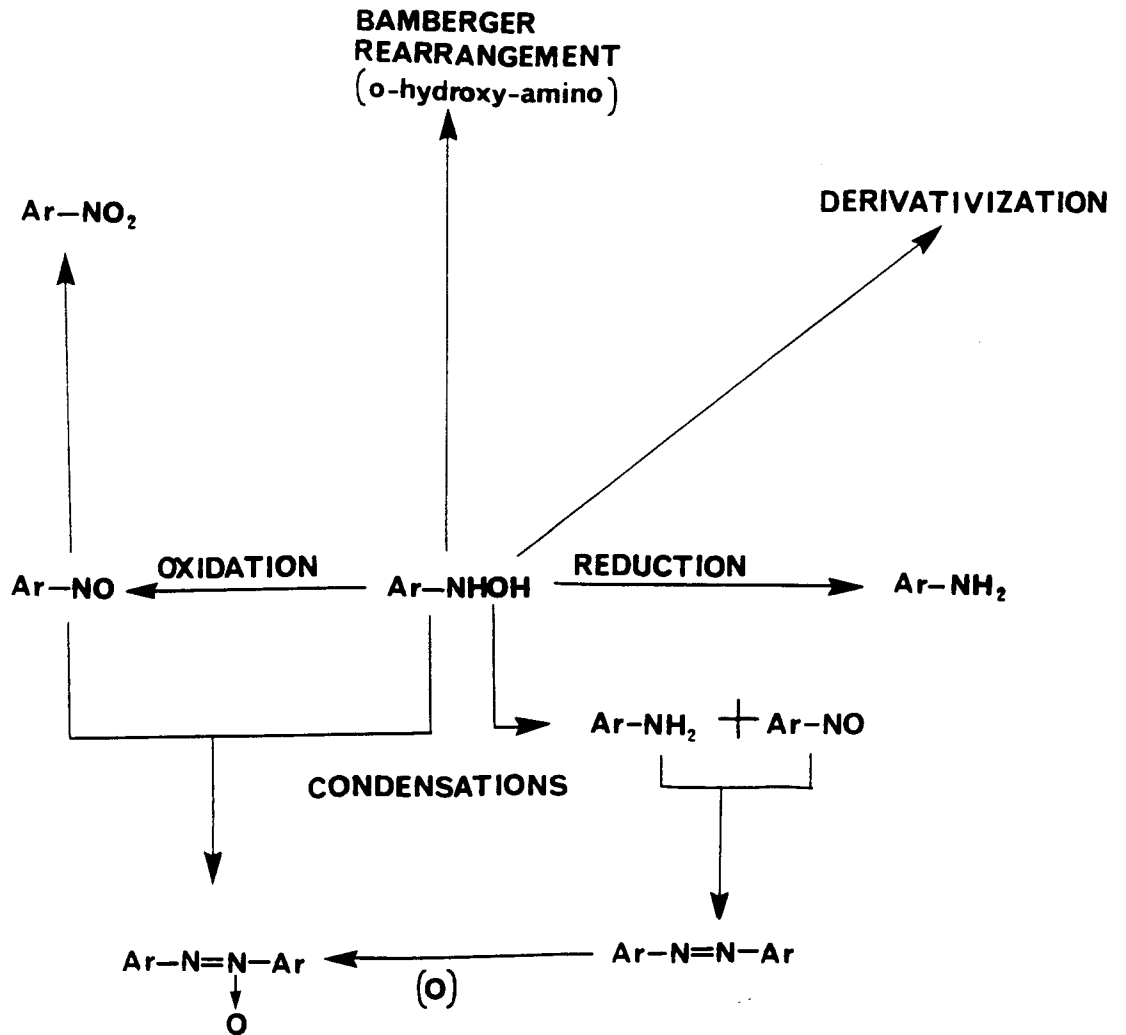 BAMBERGER
REARRANGEMENT
(o-hydroxy-amino)
Ar–NO₂
DERIVATIVIZATION
OXIDATION
REDUCTION
Ar–NO
Ar–NHOH
Ar–NH₂
Ar–NH₂ + Ar–NO
CONDENSATIONS
Ar–N=N–Ar
Ar–N=N–Ar
(O)
O